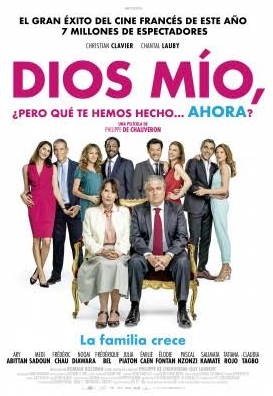 EL GRAN ÉXITO DEL CINE FRANCÉS DE ESTE AÑO
7 MILLONES DE ESPECTADORES
CHRISTIAN CLAVIER CHANTAL LAUBY
DIOS MÍO,
¿PERO QUÉ TE HEMOS HECHO... AHORA?
UNA PELÍCULA DE
PHILIPPE DE CHAUVERON
La familia crece
ARY MEDI FRÉDÉRIC NOOM FRÉDÉRIQUE JULIA ÉMILIE ÉLODIE PASCAL SALIMATA TATIANA CLAUDIA
ABITTAN SADOUN CHAU DIAWARA BEL PIATON CAEN FONTAN NZONZI KAMATE ROJO TAGBO